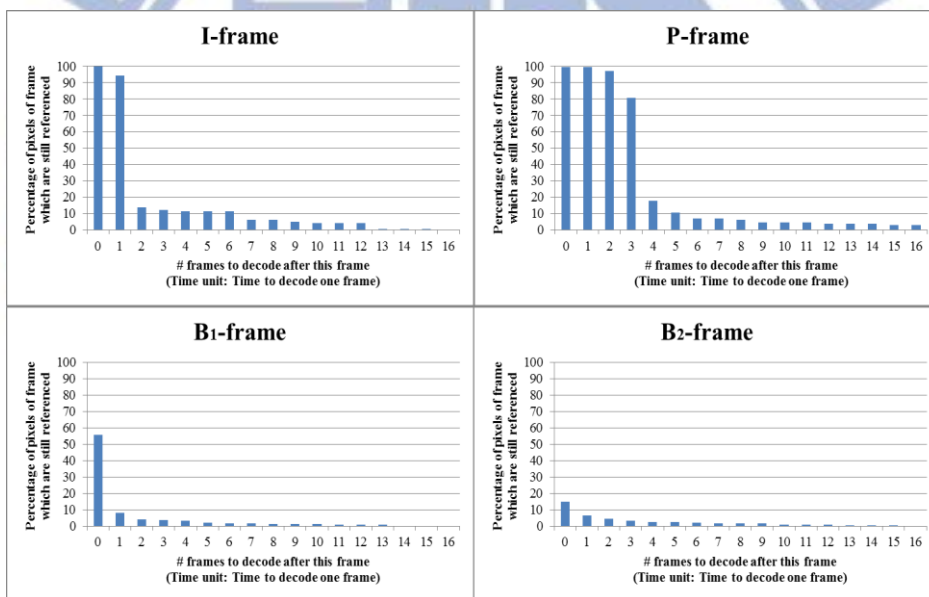 I-frame
Percentage of pixels of frame
which are still referenced
100
90
80
70
60
50
40
30
20
10
0
0 1 2 3 4 5 6 7 8 9 10 11 12 13 14 15 16
# frames to decode after this frame
(Time unit: Time to decode one frame)
P-frame
Percentage of pixels of frame
which are still referenced
100
90
80
70
60
50
40
30
20
10
0
0 1 2 3 4 5 6 7 8 9 10 11 12 13 14 15 16
# frames to decode after this frame
(Time unit: Time to decode one frame)
B1-frame
Percentage of pixels of frame
which are still referenced
100
90
80
70
60
50
40
30
20
10
0
0 1 2 3 4 5 6 7 8 9 10 11 12 13 14 15 16
# frames to decode after this frame
(Time unit: Time to decode one frame)
B2-frame
Percentage of pixels of frame
which are still referenced
100
90
80
70
60
50
40
30
20
10
0
0 1 2 3 4 5 6 7 8 9 10 11 12 13 14 15 16
# frames to decode after this frame
(Time unit: Time to decode one frame)